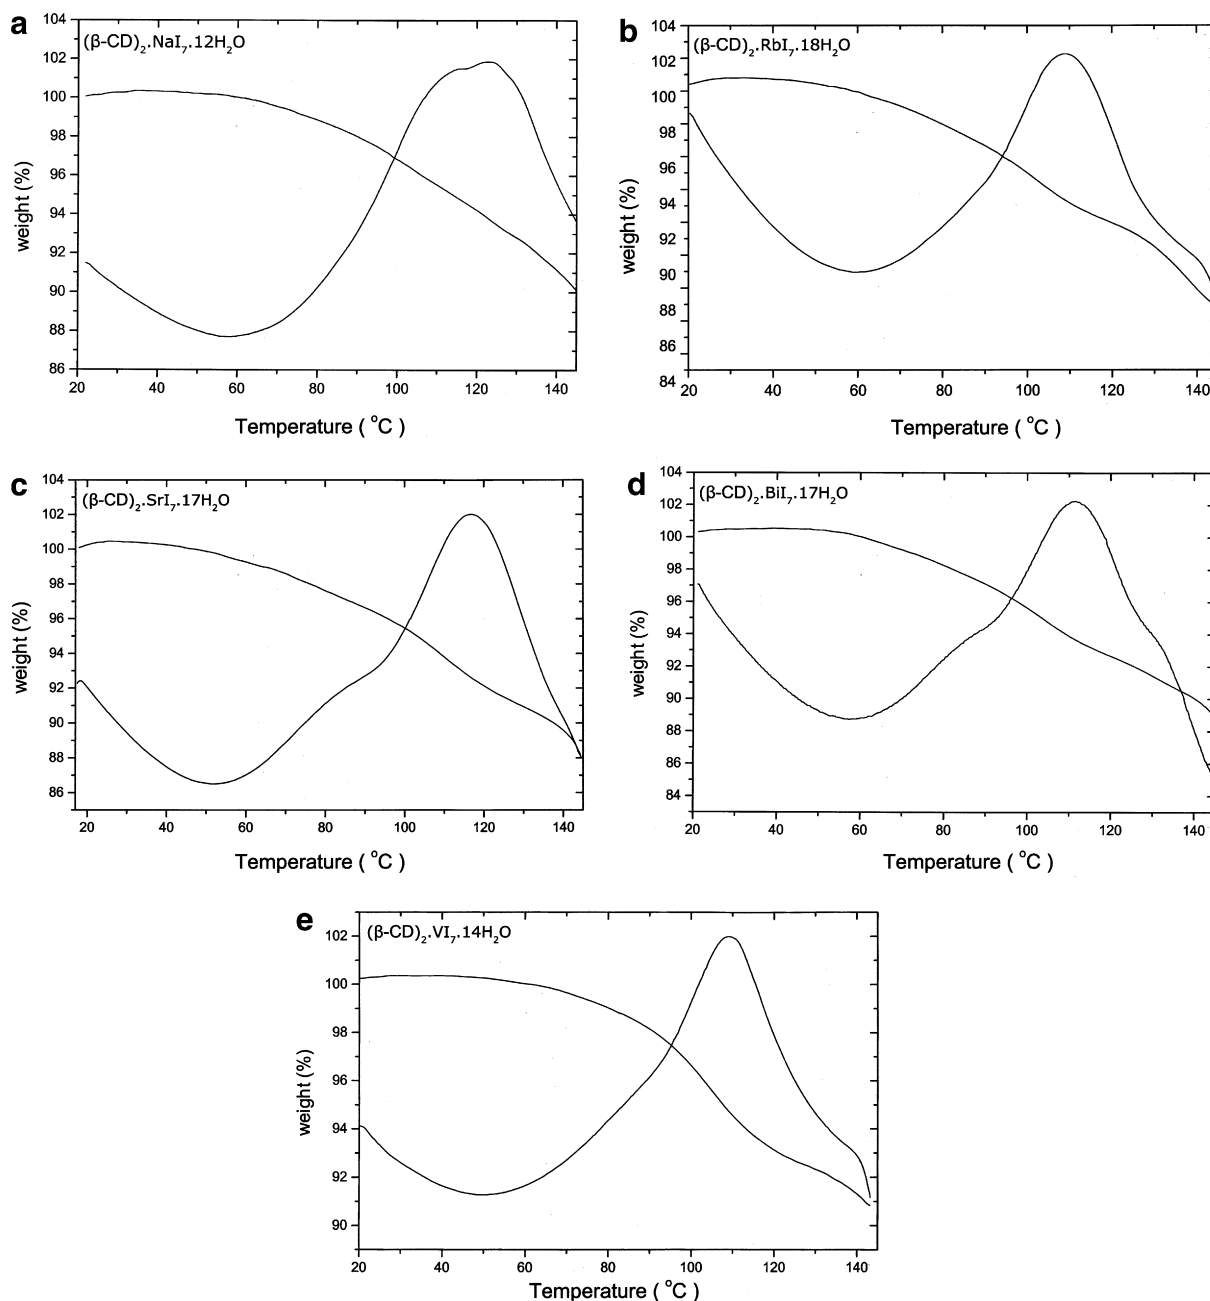 a
(β-CD)₂.NaI₇.12H₂O
104
102
100
98
96
94
92
90
88
86
weight (%)
20 40 60 80 100 120 140
Temperature ( °C )
b
(β-CD)₂.RbI₇.18H₂O
104
102
100
98
96
94
92
90
88
86
84
weight (%)
20 40 60 80 100 120 140
Temperature ( °C )
c
(β-CD)₂.SrI₇.17H₂O
104
102
100
98
96
94
92
90
88
86
weight (%)
20 40 60 80 100 120 140
Temperature ( °C )
d
(β-CD)₂.BiI₇.17H₂O
104
102
100
98
96
94
92
90
88
86
84
weight (%)
20 40 60 80 100 120 140
Temperature ( °C )
e
(β-CD)₂.VI₇.14H₂O
102
100
98
96
94
92
90
weight (%)
20 40 60 80 100 120 140
Temperature ( °C )